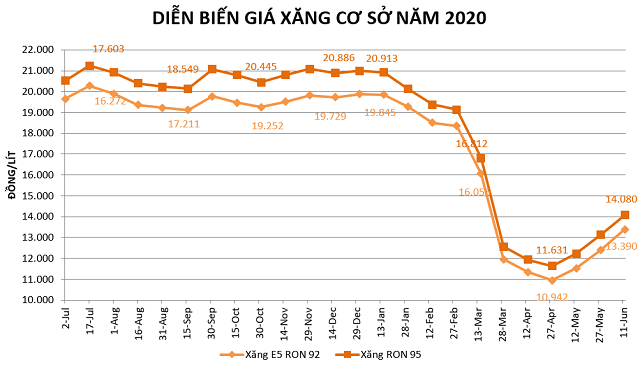 DIỄN BIẾN GIÁ XĂNG CƠ SỞ NĂM 2020
ĐỒNG/LÍT
22.000
21.000
20.000
19.000
18.000
17.000
16.000
15.000
14.000
13.000
12.000
11.000
10.000
17.603
18.549
20.445
20.886
20.913
16.812
11.631
14.080
16.272
17.211
19.252
19.729
19.845
16.05
10.942
13.390
2-Jul
17-Jul
1-Aug
16-Aug
31-Aug
15-Sep
30-Sep
15-Oct
30-Oct
14-Nov
29-Nov
14-Dec
29-Dec
13-Jan
28-Jan
12-Feb
27-Feb
13-Mar
28-Mar
12-Apr
27-Apr
12-May
27-May
11-Jun
Xăng E5 RON 92
Xăng RON 95